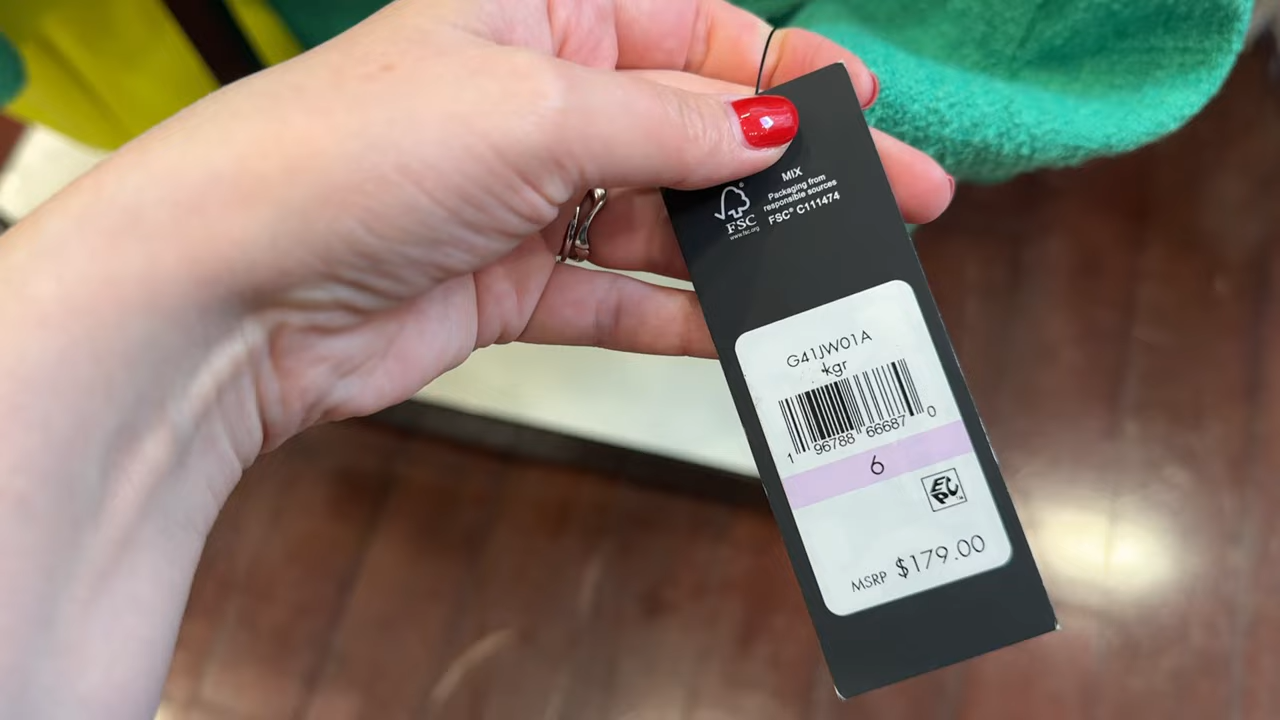 MIX
Packaging from
responsible sources
FSC® C111474
FSC
www.fsc.org
G41JW01A
kgr
1 96788 66687 0
6
EPC
MSRP $179.00